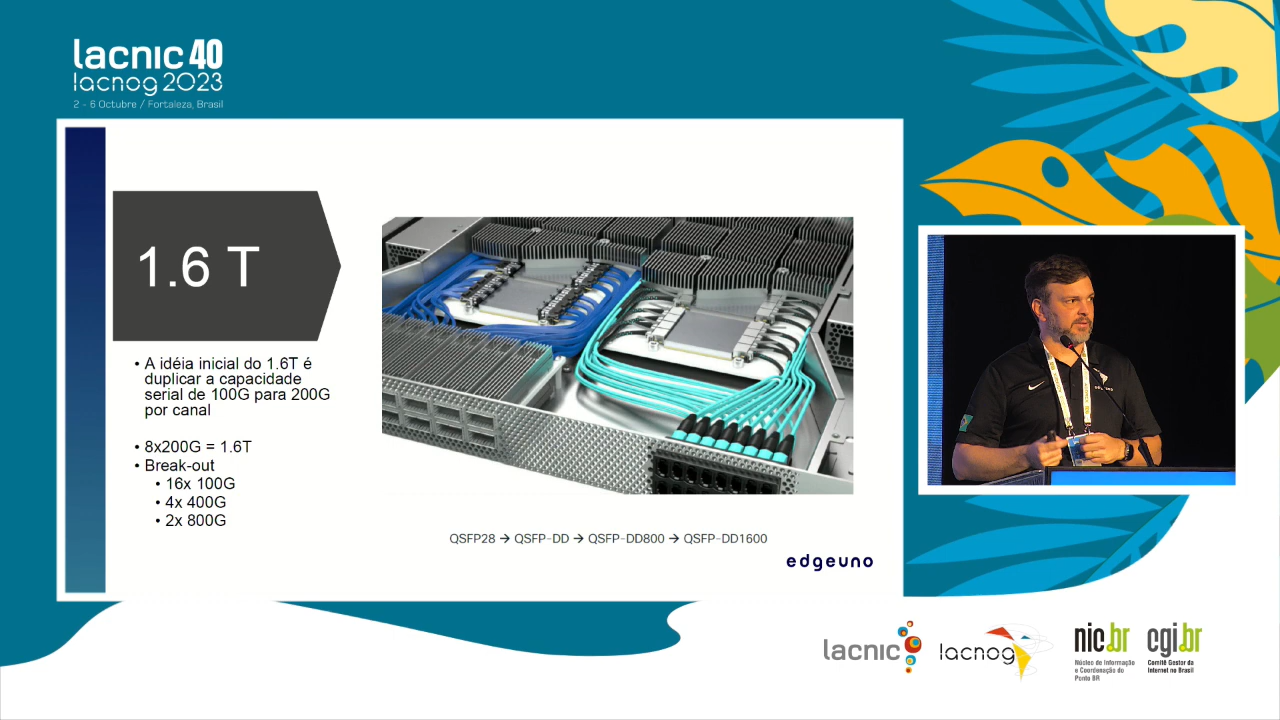 lacnic 40
lacnog 2023
2 - 6 Octubre / Fortaleza, Brasil
1.6 T
• A idéia inicial do 1.6T é
duplicar a capacidade
serial de 100G para 200G
por canal
• 8x200G = 1.6T
• Break-out
• 16x 100G
• 4x 400G
• 2x 800G
QSFP28 → QSFP-DD → QSFP-DD800 → QSFP-DD1600
edgeuno
lacnic
lacnog
nic.br
Núcleo de Informação
e Coordenação do
Ponto BR
cgi.br
Comitê Gestor da
Internet no Brasil